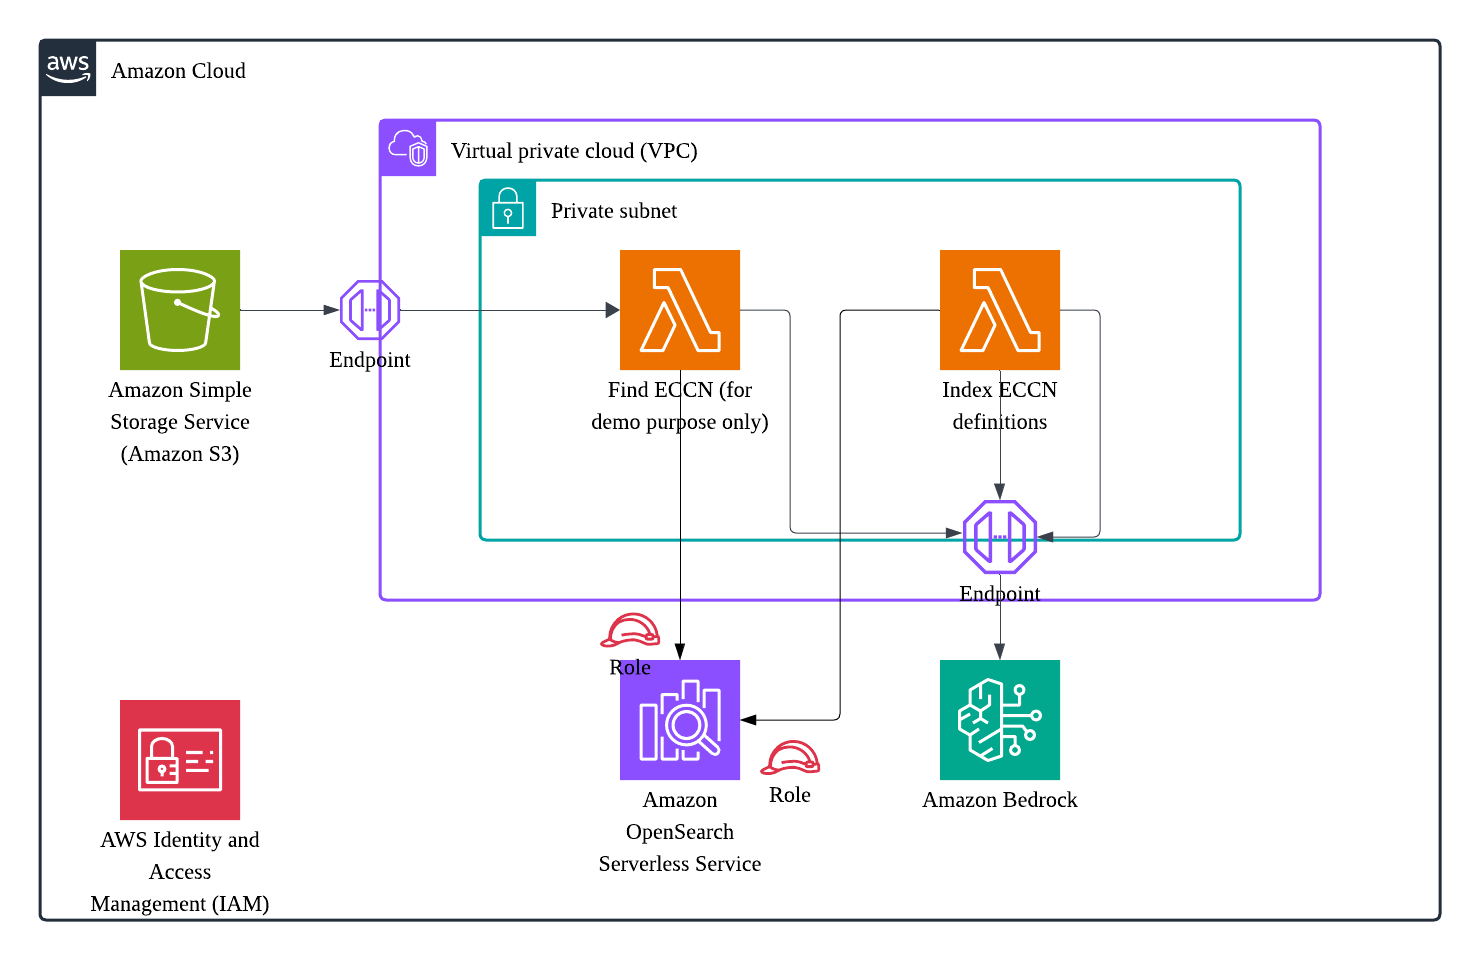 aws
Amazon Cloud
Virtual private cloud (VPC)
Private subnet
Amazon Simple
Storage Service
(Amazon S3)
Endpoint
Find ECCN (for
demo purpose only)
Index ECCN
definitions
Endpoint
Role
Role
Amazon
OpenSearch
Serverless Service
Amazon Bedrock
AWS Identity and
Access
Management (IAM)